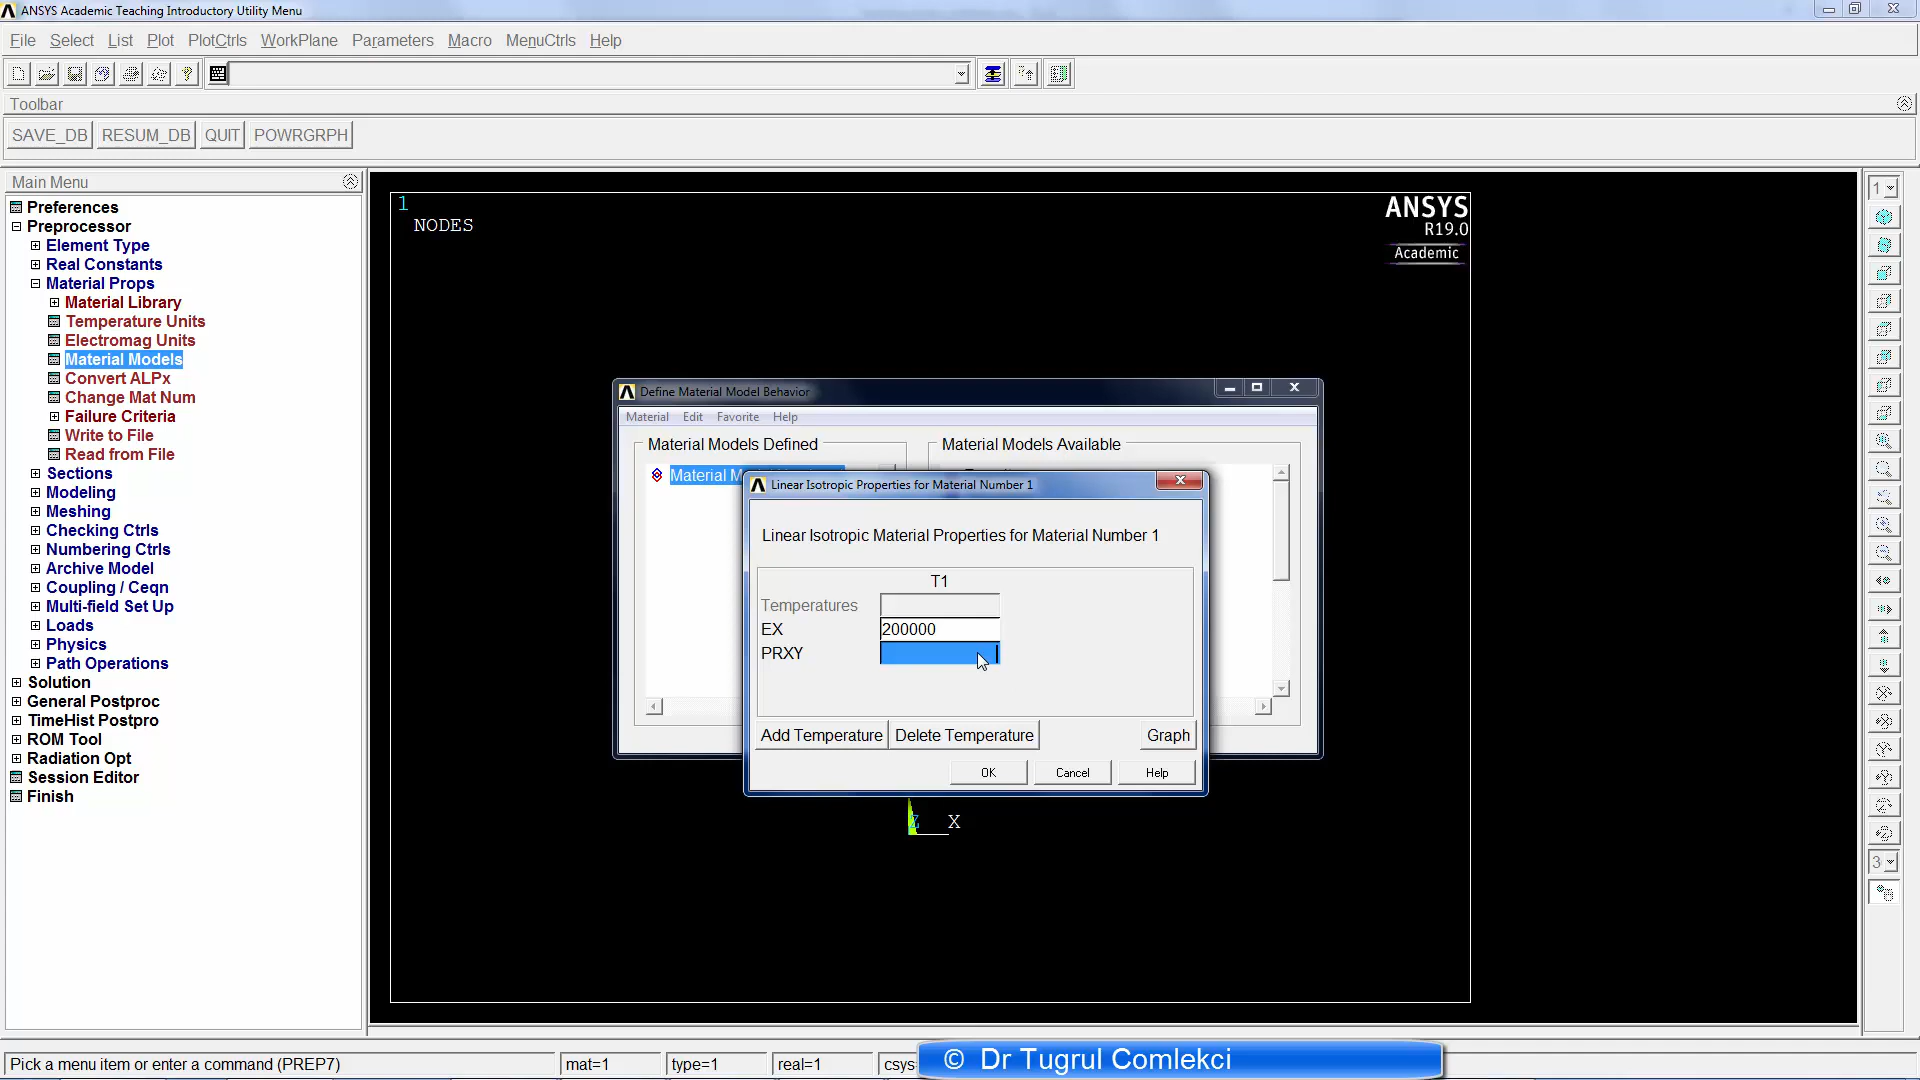 ANSYS Academic Teaching Introductory Utility Menu
File Select List Plot PlotCtrls WorkPlane Parameters Macro MenuCtrls Help
Toolbar
SAVE_DB RESUM_DB QUIT POWRGRPH
Main Menu
Preferences
Preprocessor
Element Type
Real Constants
Material Props
Material Library
Temperature Units
Electromag Units
Material Models
Convert ALPx
Change Mat Num
Failure Criteria
Write to File
Read from File
Sections
Modeling
Meshing
Checking Ctrls
Numbering Ctrls
Archive Model
Coupling / Ceqn
Multi-field Set Up
Loads
Physics
Path Operations
Solution
General Postproc
TimeHist Postpro
ROM Tool
Radiation Opt
Session Editor
Finish
1
NODES
ANSYS
R19.0
Academic
Define Material Model Behavior
Material Edit Favorite Help
Material Models Defined
Material Models Available
Material M
Linear Isotropic Properties for Material Number 1
Linear Isotropic Material Properties for Material Number 1
T1
Temperatures
EX 200000
PRXY
Add Temperature Delete Temperature Graph
OK Cancel Help
Z X
1
3
Pick a menu item or enter a command (PREP7)
mat=1 type=1 real=1 csys=
© Dr Tugrul Comlekci